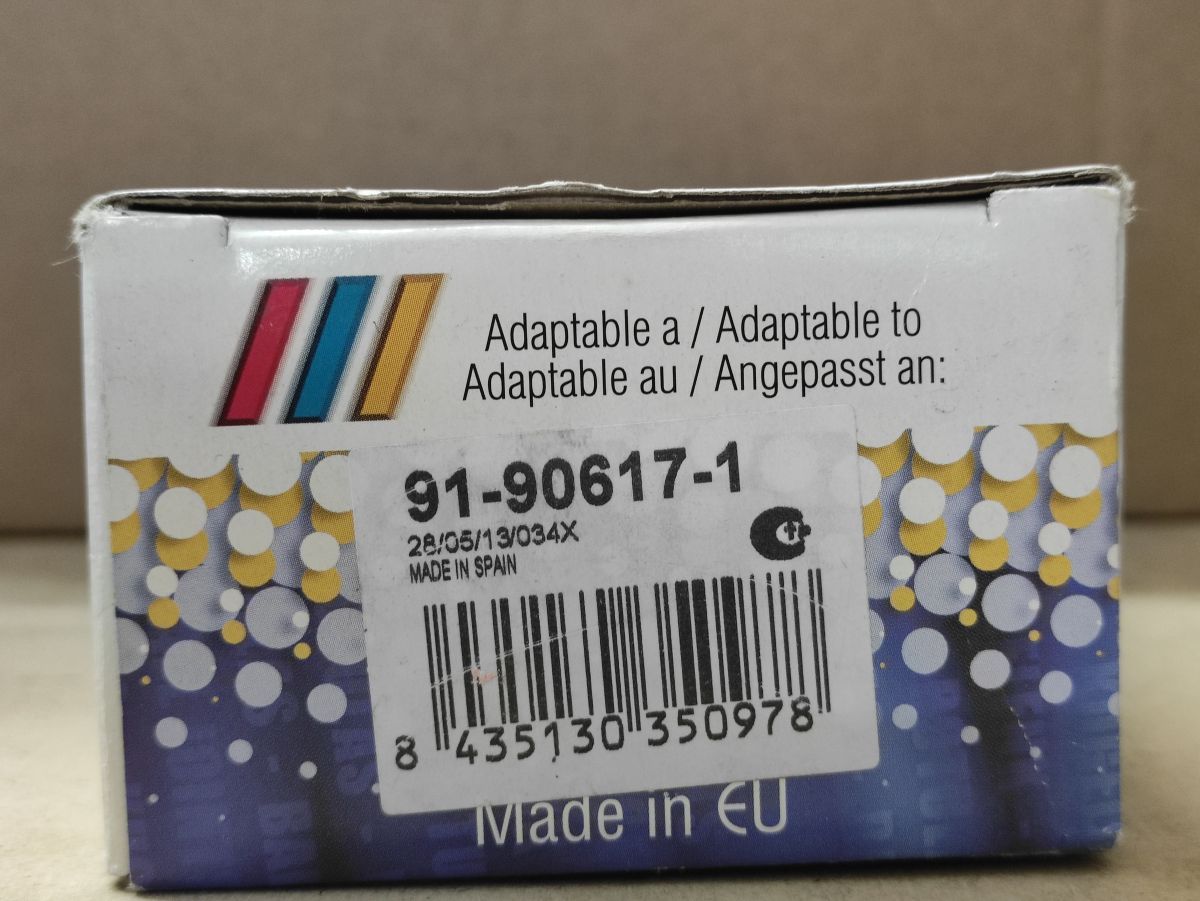 Adaptable a / Adaptable to
Adaptable au / Angepasst an:
91-90617-1
28/05/13/034X
MADE IN SPAIN
8 435130 350978
Made in EU